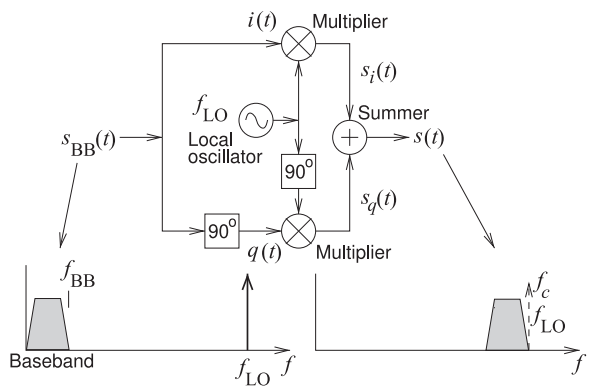 i(t)
Multiplier
s_i(t)
f_LO
Local
oscillator
Summer
s_BB(t)
s(t)
90°
s_q(t)
90°
q(t)
Multiplier
f_BB
f_c
f_LO
Baseband
f_LO
f
f